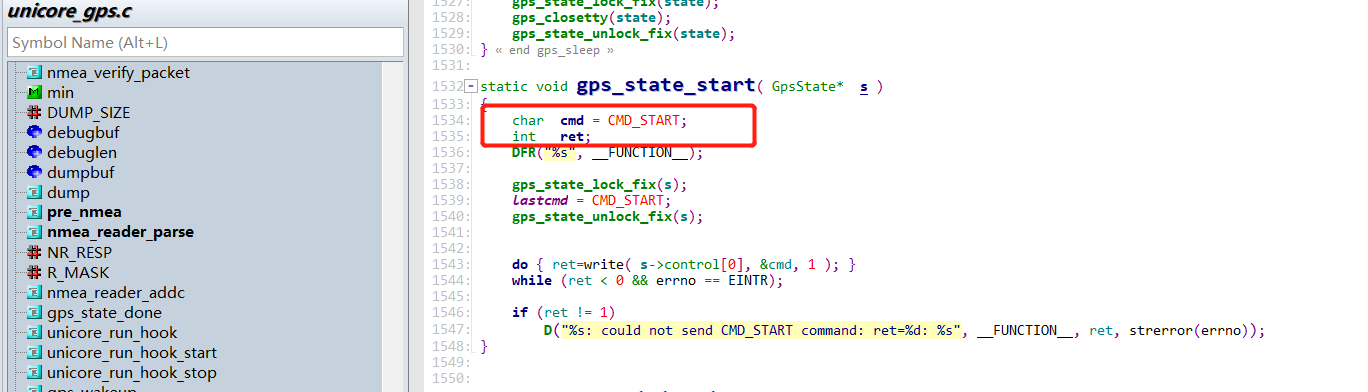 unicore_gps.c
Symbol Name (Alt+L)
nmea_verify_packet
min
DUMP_SIZE
debugbuf
debuglen
dumpbuf
dump
pre_nmea
nmea_reader_parse
NR_RESP
R_MASK
nmea_reader_addc
gps_state_done
unicore_run_hook
unicore_run_hook_start
unicore_run_hook_stop
gps_wakeup
1527: gps_state_lock_fix(state);
1528: gps_closetty(state);
1529: gps_state_unlock_fix(state);
1530: } « end gps_sleep »
1531:
1532 static void gps_state_start( GpsState* s )
1533: {
1534: char cmd = CMD_START;
1535: int ret;
1536: DFR("%s", __FUNCTION__);
1537:
1538: gps_state_lock_fix(s);
1539: lastcmd = CMD_START;
1540: gps_state_unlock_fix(s);
1541:
1542:
1543: do { ret=write( s->control[0], &cmd, 1 ); }
1544: while (ret < 0 && errno == EINTR);
1545:
1546: if (ret != 1)
1547: D("%s: could not send CMD_START command: ret=%d: %s", __FUNCTION__, ret, strerror(errno));
1548: }
1549:
1550: